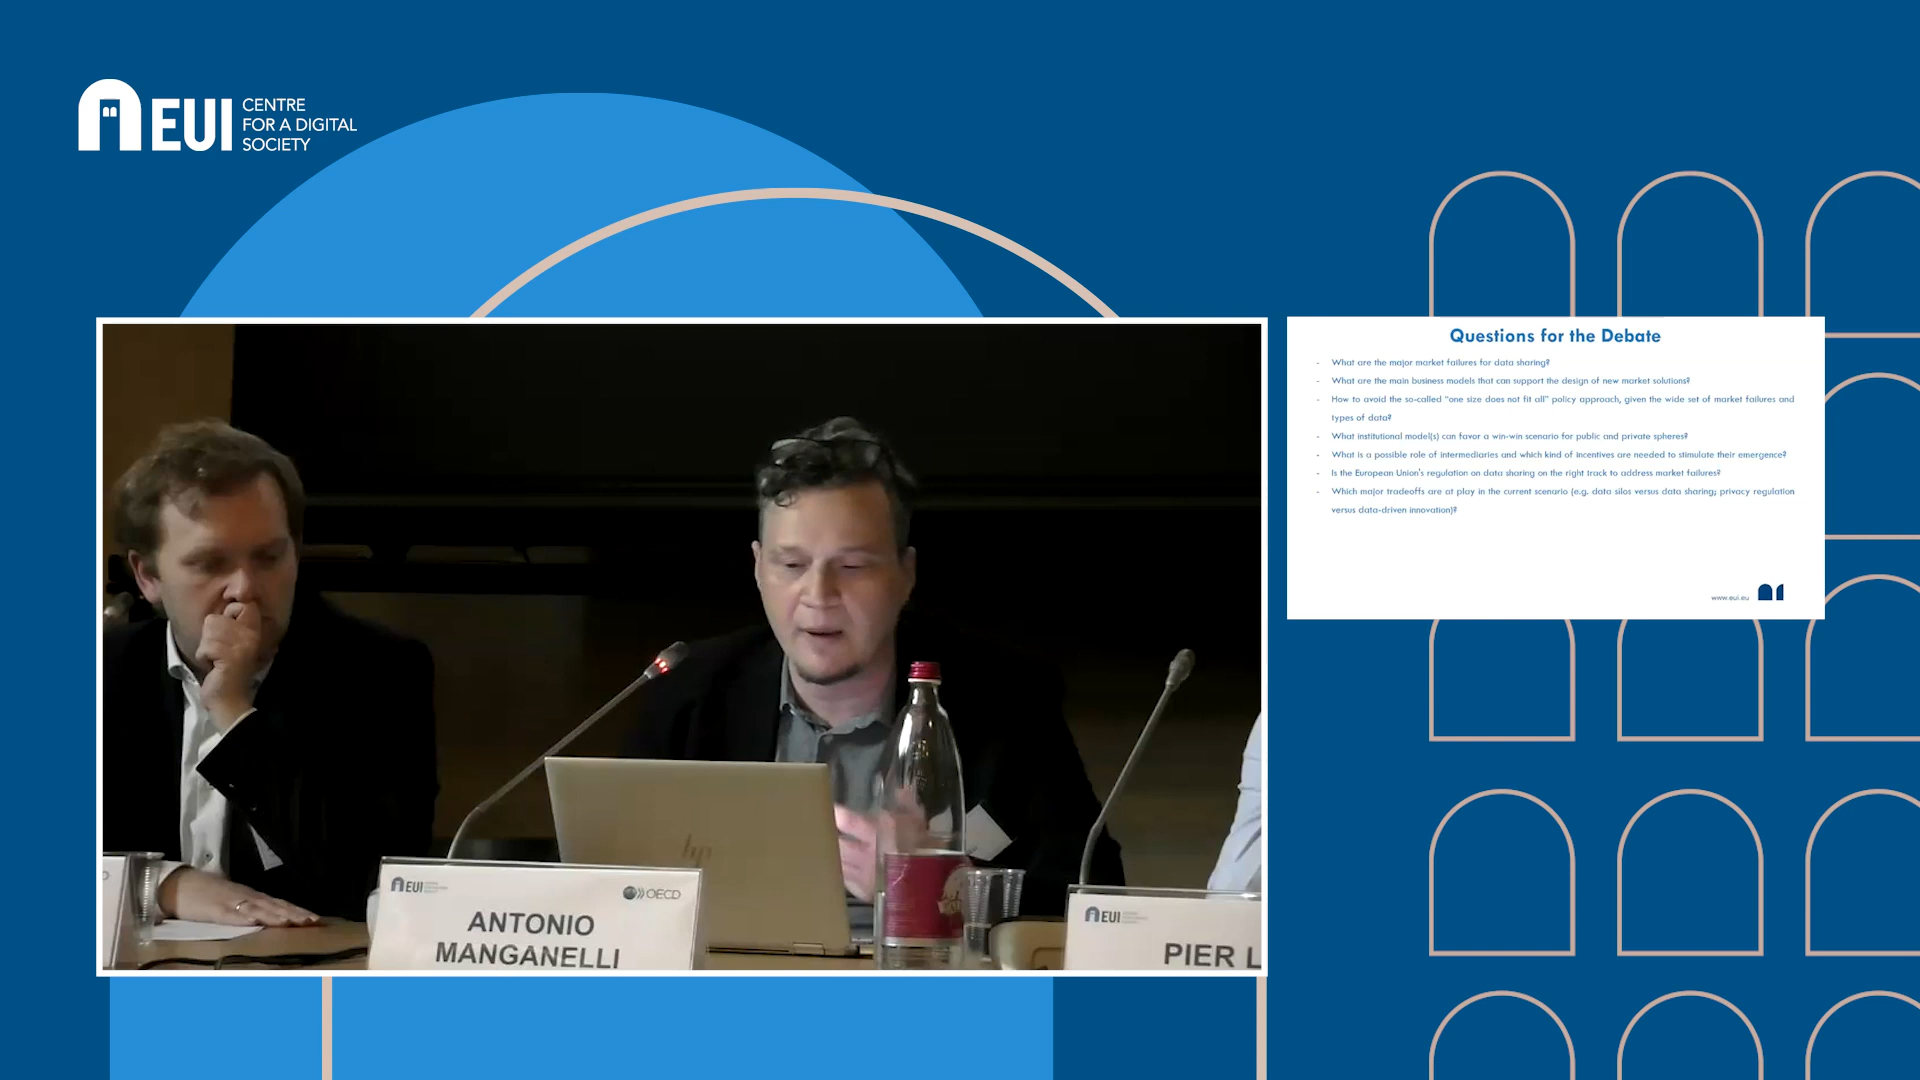 EUI
CENTRE
FOR A DIGITAL
SOCIETY
Questions for the Debate
- What are the major market failures for data sharing?
- What are the main business models that can support the design of new market solutions?
- How to avoid the so-called “one size does not fit all” policy approach, given the wide set of market failures and
types of data?
- What institutional model(s) can favor a win-win scenario for public and private spheres?
- What is a possible role of intermediaries and which kind of incentives are needed to stimulate their emergence?
- Is the European Union's regulation on data sharing on the right track to address market failures?
- Which major tradeoffs are at play in the current scenario (e.g. data silos versus data sharing; privacy regulation
versus data-driven innovation)?
www.eui.eu
hp
EUI
OECD
ANTONIO
MANGANELLI
EUI
PIER L